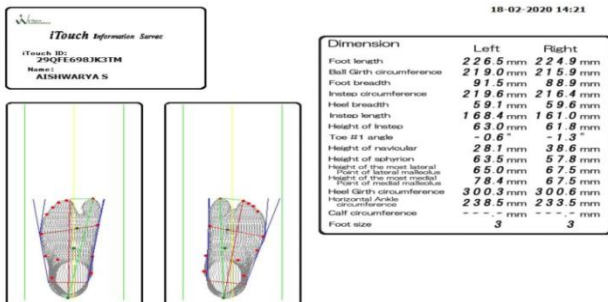 18-02-2020 14:21
iTouch Information Server
iTouch ID:
29QFE698JK3TM
Name:
AISHWARYA S
Dimension Left Right
Foot length 226.5 mm 224.9 mm
Ball Girth circumference 219.0 mm 215.9 mm
Foot breadth 91.5 mm 88.9 mm
Instep circumference 219.6 mm 216.4 mm
Heel breadth 59.1 mm 59.6 mm
Instep length 168.4 mm 161.0 mm
Height of Instep 63.0 mm 61.8 mm
Toe #1 angle -0.6° -1.3°
Height of navicular 28.1 mm 38.6 mm
Height of sphyrion 63.5 mm 57.8 mm
Height of the most lateral
Point of lateral malleolus 65.0 mm 67.5 mm
Height of the most medial
Point of medial malleolus 78.4 mm 67.5 mm
Heel Girth circumference 300.3 mm 300.6 mm
Horizontal Ankle
circumference 238.5 mm 233.5 mm
Calf circumference ---.- mm ---.- mm
Foot size 3 3